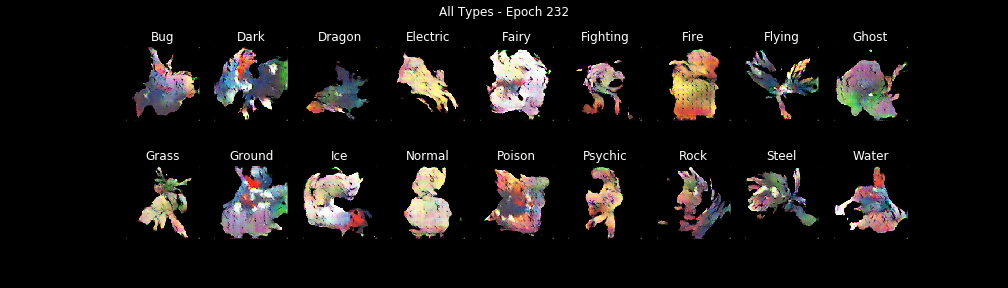 All Types - Epoch 232
Bug Dark Dragon Electric Fairy Fighting Fire Flying Ghost
Grass Ground Ice Normal Poison Psychic Rock Steel Water